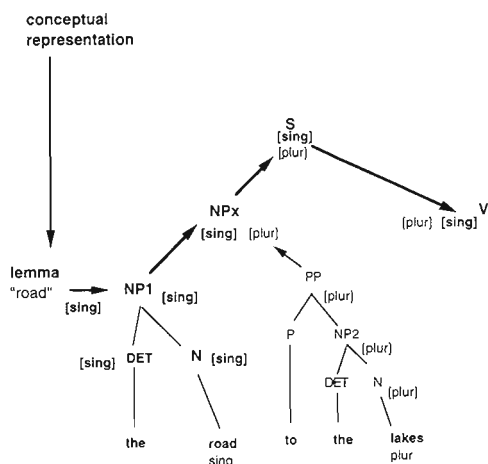 conceptual
representation
S
[sing]
{plur}
NPx
[sing] {plur}
V
{plur} [sing]
lemma
"road"
[sing]
NP1
[sing]
PP
{plur}
[sing] DET
N [sing]
P
NP2
{plur}
DET
N
{plur}
the
road
sing
to
the
lakes
plur